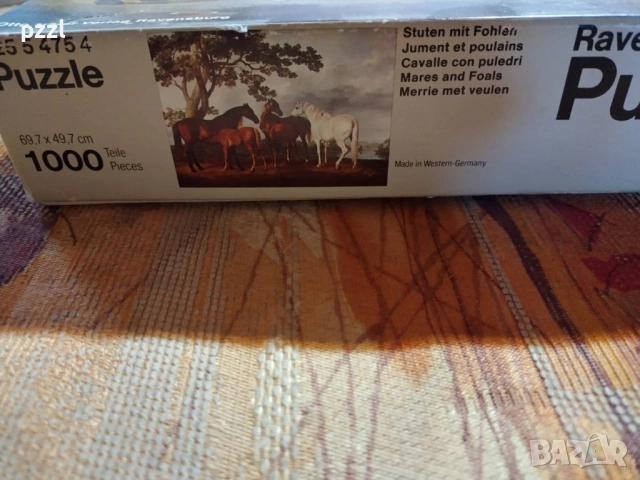 pzzl
5 5 475 4
Puzzle
69,7 x 49,7 cm
1000 Teile
Pieces
Stuten mit Fohlen
Jument et poulains
Cavalle con puledri
Mares and Foals
Merrie met veulen
Made in Western-Germany
Rave
Pu
BAZAR